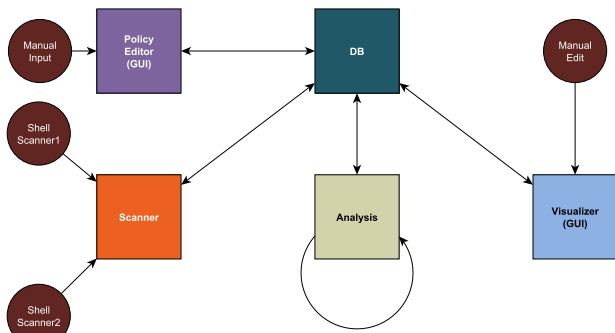 Manual
Input
Policy
Editor
(GUI)
DB
Manual
Edit
Shell
Scanner1
Scanner
Analysis
Visualizer
(GUI)
Shell
Scanner2